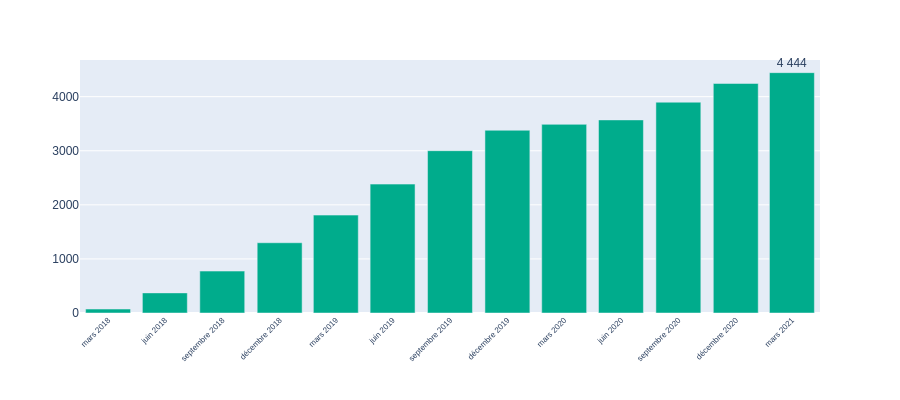 4 444
4000
3000
2000
1000
0
mars 2018
juin 2018
septembre 2018
décembre 2018
mars 2019
juin 2019
septembre 2019
décembre 2019
mars 2020
juin 2020
septembre 2020
décembre 2020
mars 2021